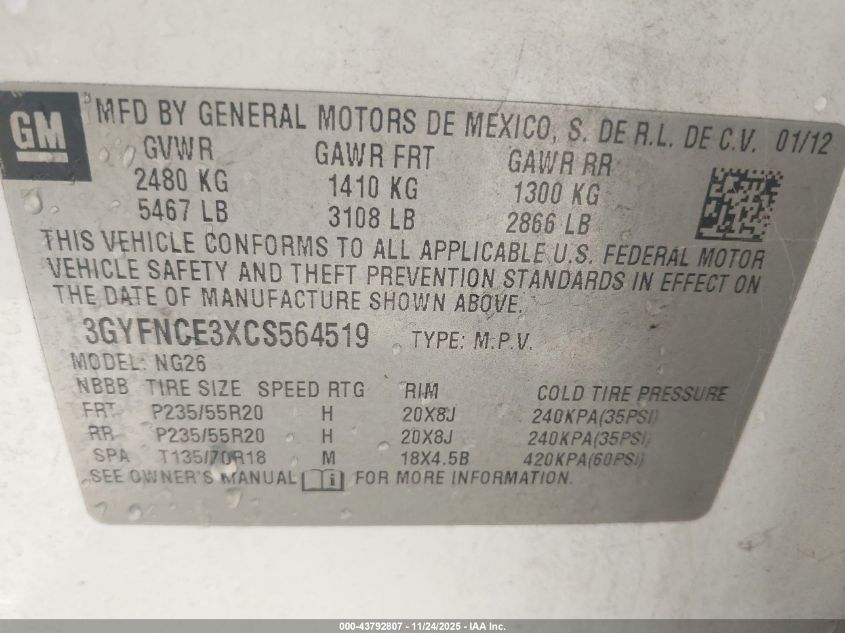 GM
MFD BY GENERAL MOTORS DE MEXICO, S. DE R.L. DE C.V. 01/12
GVWR GAWR FRT GAWR RR
2480 KG 1410 KG 1300 KG
5467 LB 3108 LB 2866 LB
THIS VEHICLE CONFORMS TO ALL APPLICABLE U.S. FEDERAL MOTOR
VEHICLE SAFETY AND THEFT PREVENTION STANDARDS IN EFFECT ON
THE DATE OF MANUFACTURE SHOWN ABOVE.
3GYFNCE3XCS564519 TYPE: M.P.V.
MODEL: NG26
NBBB TIRE SIZE SPEED RTG RIM COLD TIRE PRESSURE
FRT P235/55R20 H 20X8J 240KPA(35PSI)
RR P235/55R20 H 20X8J 240KPA(35PSI)
SPA T135/70R18 M 18X4.5B 420KPA(60PSI)
SEE OWNER'S MANUAL FOR MORE INFORMATION.
000-43792807 - 11/24/2025 - IAA Inc.